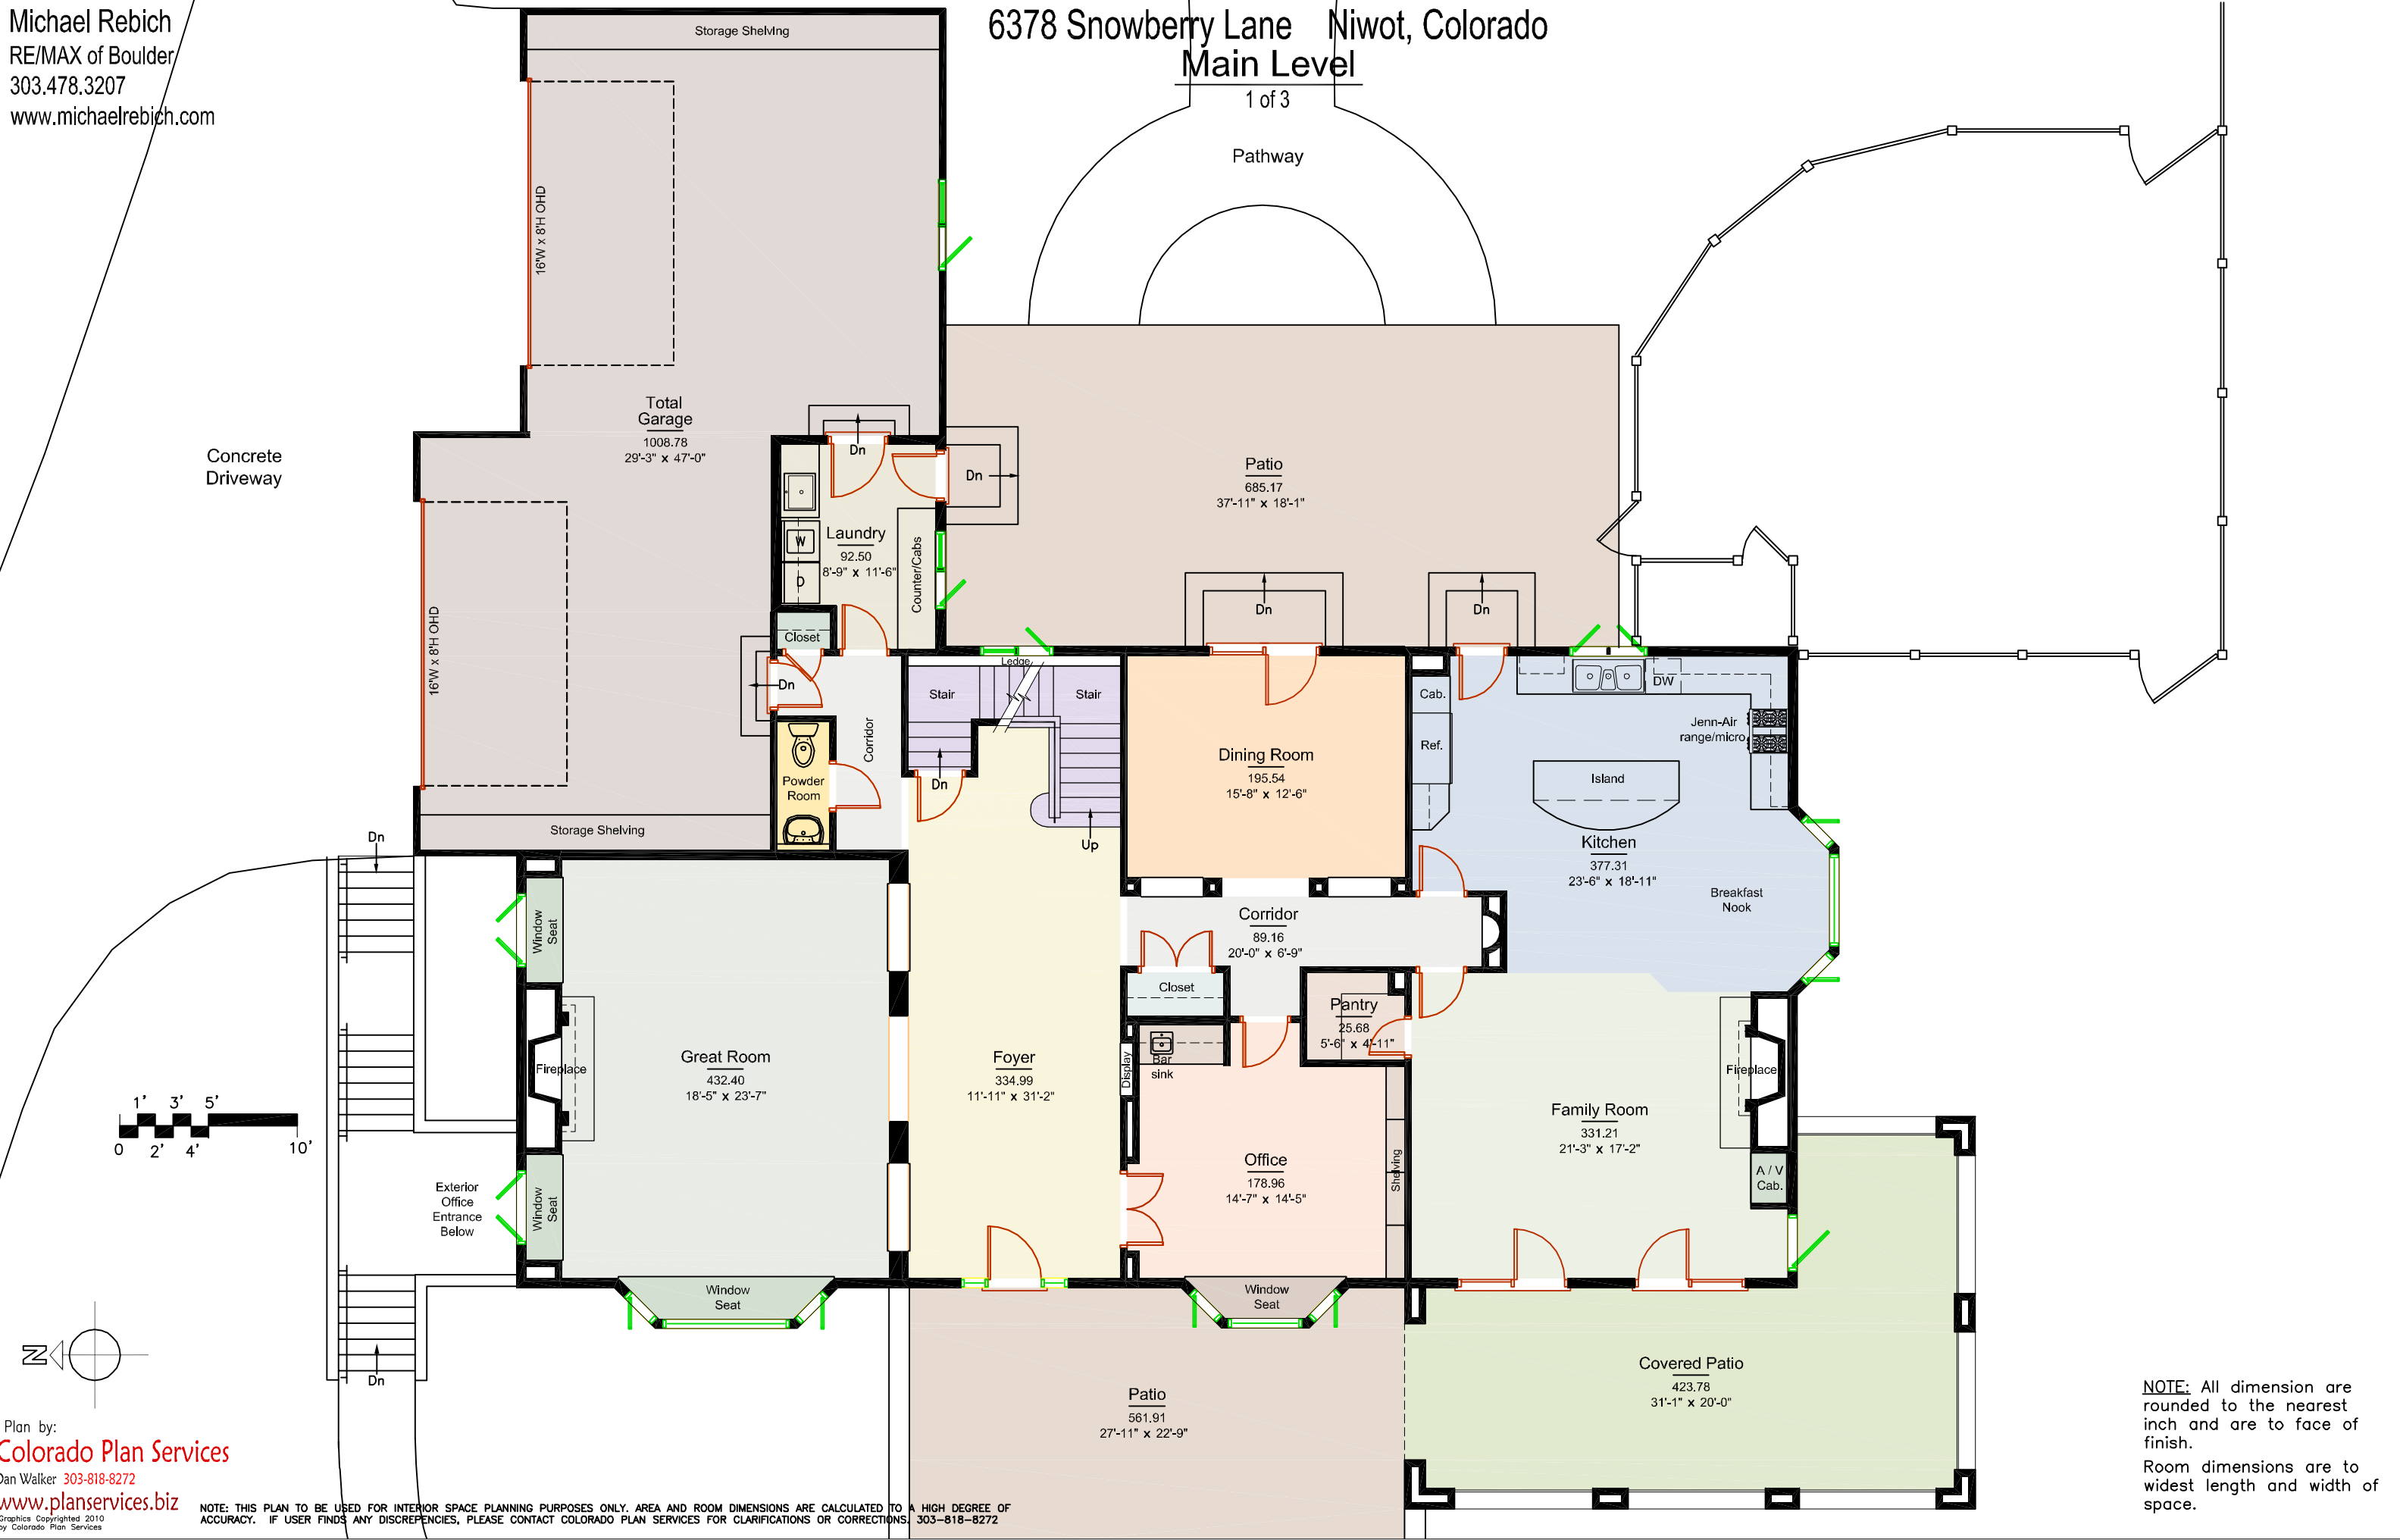 Michael Rebich
RE/MAX of Boulder
303.478.3207
www.michaelrebich.com
6378 Snowberry Lane    Niwot, Colorado
Main Level
1 of 3
Storage Shelving
Pathway
16'W x 8'H OHD
Total
Garage
1008.78
29'-3" x 47'-0"
Concrete
Driveway
Dn
Dn
Patio
685.17
37'-11" x 18'-1"
Laundry
92.50
8'-9" x 11'-6"
W
D
Counter/Cabs
Closet
16'W x 8'H OHD
Dn
Dn
Dn
Ledge
Stair
Stair
Corridor
Dn
Up
Powder
Room
Storage Shelving
Dining Room
195.54
15'-8" x 12'-6"
Cab.
Ref.
DW
Jenn-Air
range/micro
Island
Kitchen
377.31
23'-6" x 18'-11"
Breakfast
Nook
Dn
Window
Seat
Corridor
89.16
20'-0" x 6'-9"
Closet
Pantry
25.68
5'-6" x 4'-11"
Bar
sink
Display
Fireplace
Great Room
432.40
18'-5" x 23'-7"
Foyer
334.99
11'-11" x 31'-2"
Fireplace
Family Room
331.21
21'-3" x 17'-2"
Office
178.96
14'-7" x 14'-5"
Shelving
A / V
Cab.
1' 3' 5'
0 2' 4' 10'
Exterior
Office
Entrance
Below
Window
Seat
Window
Seat
Window
Seat
Dn
N
Patio
561.91
27'-11" x 22'-9"
Covered Patio
423.78
31'-1" x 20'-0"
NOTE: All dimension are
rounded to the nearest
inch and are to face of
finish.
Room dimensions are to
widest length and width of
space.
Plan by:
Colorado Plan Services
Dan Walker 303-818-8272
www.planservices.biz
Graphics Copyrighted 2010
by Colorado Plan Services
NOTE: THIS PLAN TO BE USED FOR INTERIOR SPACE PLANNING PURPOSES ONLY. AREA AND ROOM DIMENSIONS ARE CALCULATED TO A HIGH DEGREE OF
ACCURACY. IF USER FINDS ANY DISCREPENCIES, PLEASE CONTACT COLORADO PLAN SERVICES FOR CLARIFICATIONS OR CORRECTIONS. 303-818-8272